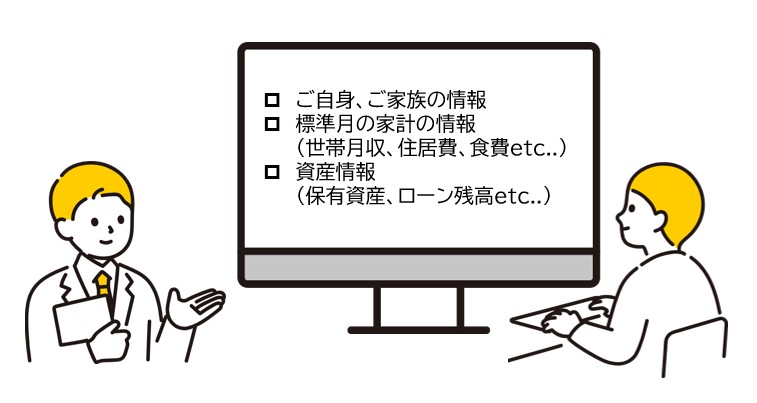 □ ご自身、ご家族の情報
□ 標準月の家計の情報
（世帯月収、住居費、食費etc..）
□ 資産情報
（保有資産、ローン残高etc..）